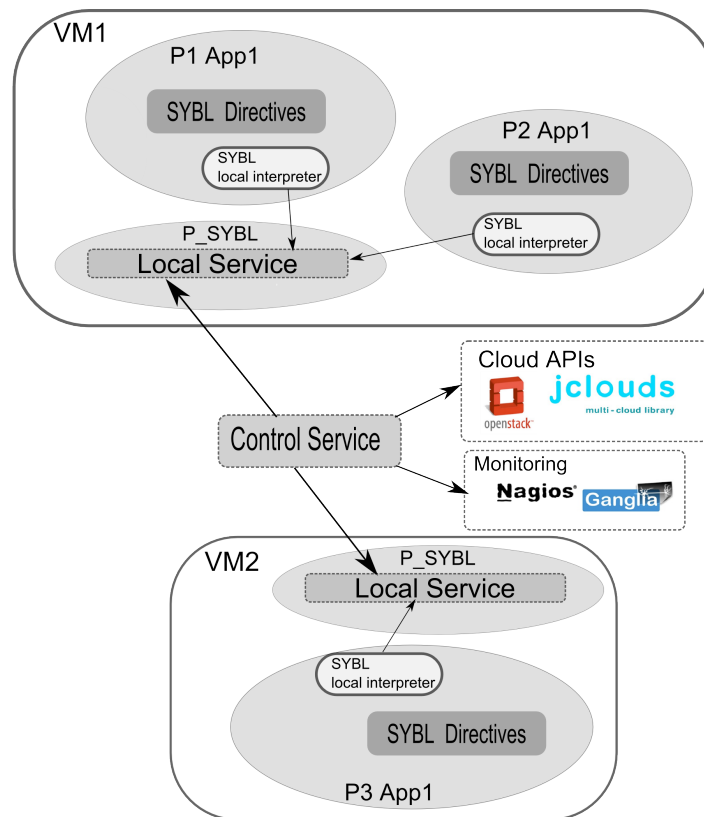 VM1
P1 App1
SYBL Directives
SYBL
local interpreter
P2 App1
SYBL Directives
SYBL
local interpreter
P_SYBL
Local Service
Cloud APIs
openstack
jclouds
multi-cloud library
Control Service
Monitoring
Nagios®
Ganglia
VM2
P_SYBL
Local Service
SYBL
local interpreter
SYBL Directives
P3 App1